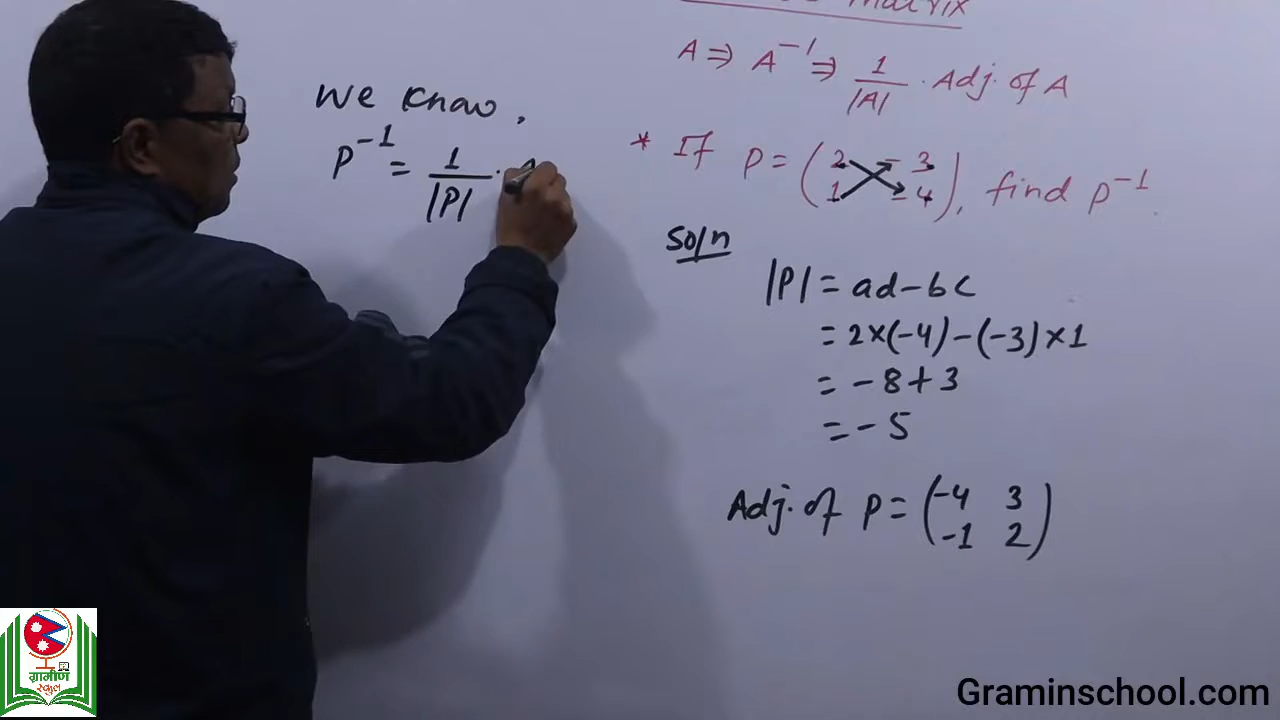 Matrix
A ⇒ A⁻¹ ⇒ 1/|A| · Adj. of A
We know,
P⁻¹ = 1/|P| ·
* If P = (2 -3
1 -4), find P⁻¹
Soln
|P| = ad-bc
= 2×(-4)-(-3)×1
= -8+3
= -5
Adj. of P = (-4 3
-1 2)
ग्रामीण
स्कुल
Graminschool.com